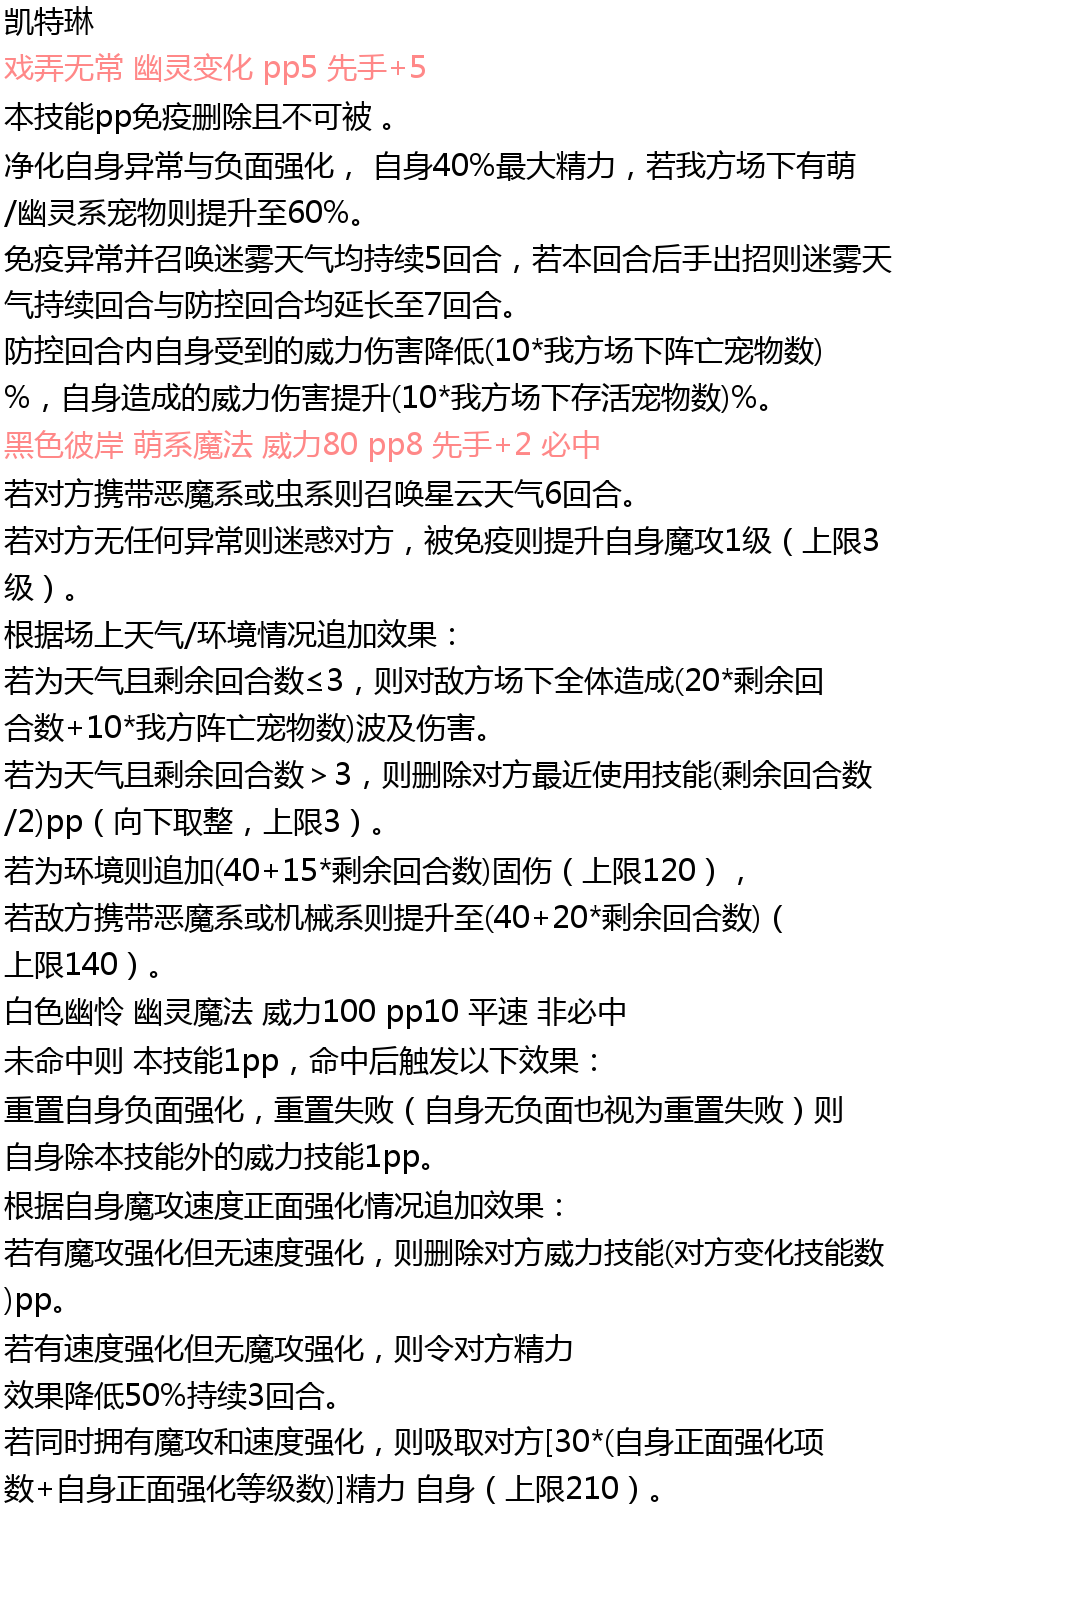 凯特琳
戏弄无常 幽灵变化 pp5 先手+5
本技能pp免疫删除且不可被 。
净化自身异常与负面强化， 自身40%最大精力，若我方场下有萌
/幽灵系宠物则提升至60%。
免疫异常并召唤迷雾天气均持续5回合，若本回合后手出招则迷雾天
气持续回合与防控回合均延长至7回合。
防控回合内自身受到的威力伤害降低(10*我方场下阵亡宠物数)
%，自身造成的威力伤害提升(10*我方场下存活宠物数)%。
黑色彼岸 萌系魔法 威力80 pp8 先手+2 必中
若对方携带恶魔系或虫系则召唤星云天气6回合。
若对方无任何异常则迷惑对方，被免疫则提升自身魔攻1级（上限3
级）。
根据场上天气/环境情况追加效果：
若为天气且剩余回合数≤3，则对敌方场下全体造成(20*剩余回
合数+10*我方阵亡宠物数)波及伤害。
若为天气且剩余回合数＞3，则删除对方最近使用技能(剩余回合数
/2)pp（向下取整，上限3）。
若为环境则追加(40+15*剩余回合数)固伤（上限120），
若敌方携带恶魔系或机械系则提升至(40+20*剩余回合数)（
上限140）。
白色幽怜 幽灵魔法 威力100 pp10 平速 非必中
未命中则 本技能1pp，命中后触发以下效果：
重置自身负面强化，重置失败（自身无负面也视为重置失败）则
自身除本技能外的威力技能1pp。
根据自身魔攻速度正面强化情况追加效果：
若有魔攻强化但无速度强化，则删除对方威力技能(对方变化技能数
)pp。
若有速度强化但无魔攻强化，则令对方精力
效果降低50%持续3回合。
若同时拥有魔攻和速度强化，则吸取对方[30*(自身正面强化项
数+自身正面强化等级数)]精力 自身（上限210）。